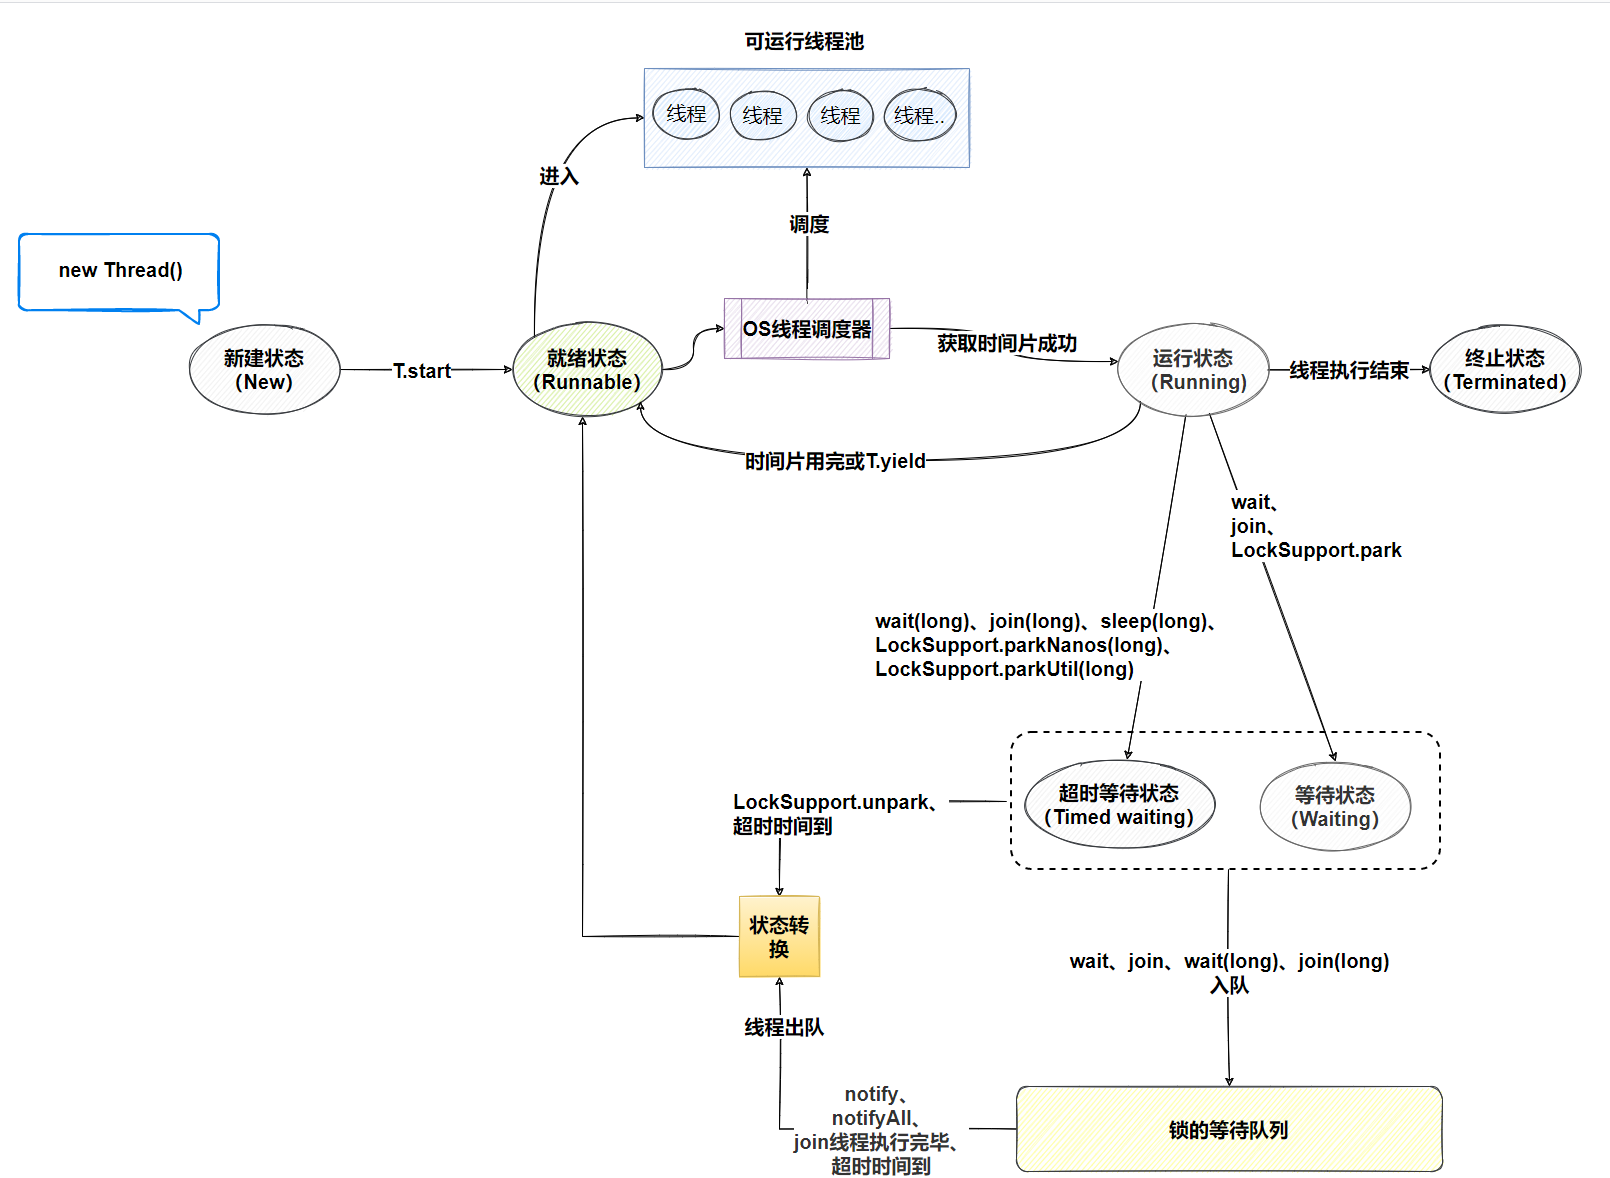 可运行线程池
线程
线程
线程
线程..
进入
调度
new Thread()
新建状态
（New）
T.start
就绪状态
（Runnable）
OS线程调度器
获取时间片成功
运行状态
（Running)
线程执行结束
终止状态
（Terminated）
时间片用完或T.yield
wait、
join、
LockSupport.park
wait(long)、join(long)、sleep(long)、
LockSupport.parkNanos(long)、
LockSupport.parkUtil(long)
超时等待状态
（Timed waiting）
等待状态
（Waiting）
LockSupport.unpark、
超时时间到
状态转
换
wait、join、wait(long)、join(long)
入队
线程出队
notify、
notifyAll、
join线程执行完毕、
超时时间到
锁的等待队列